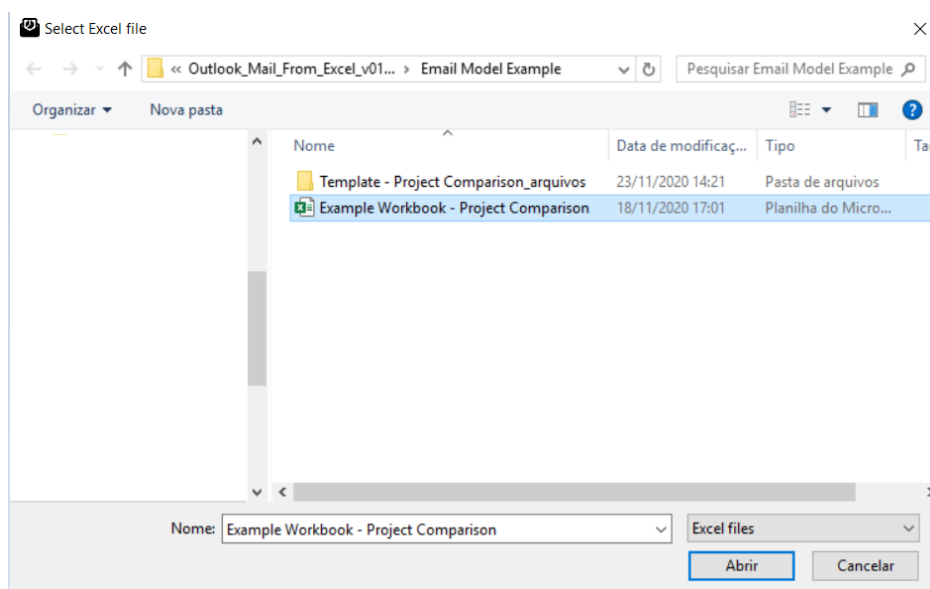 Select Excel file
« Outlook_Mail_From_Excel_v01... › Email Model Example Pesquisar Email Model Example
Organizar Nova pasta ?
Nome Data de modificaç... Tipo Ta
Template - Project Comparison_arquivos 23/11/2020 14:21 Pasta de arquivos
Example Workbook - Project Comparison 18/11/2020 17:01 Planilha do Micro...
Nome: Example Workbook - Project Comparison Excel files
Abrir Cancelar